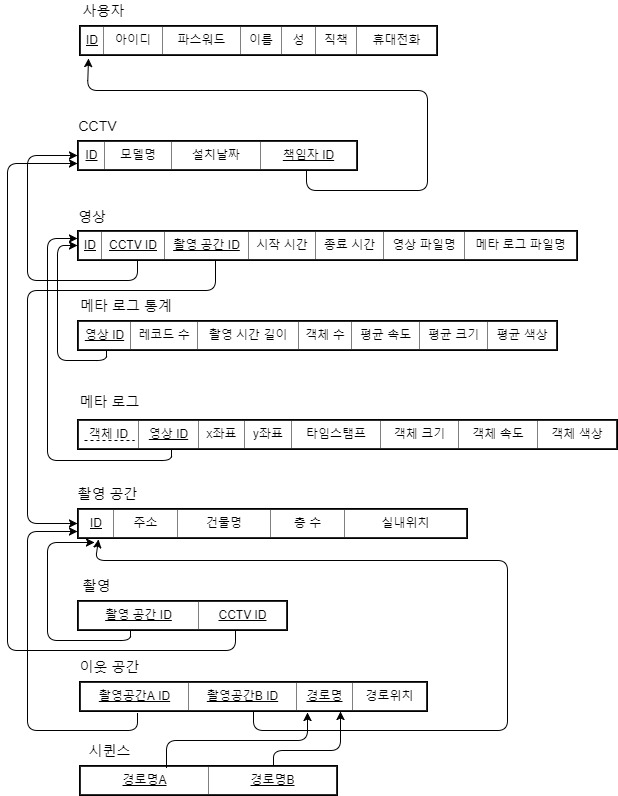 사용자
ID 아이디 파스워드 이름 성 직책 휴대전화
CCTV
ID 모델명 설치날짜 책임자 ID
영상
ID CCTV ID 촬영 공간 ID 시작 시간 종료 시간 영상 파일명 메타 로그 파일명
메타 로그 통계
영상 ID 레코드 수 촬영 시간 길이 객체 수 평균 속도 평균 크기 평균 색상
메타 로그
객체 ID 영상 ID x좌표 y좌표 타임스탬프 객체 크기 객체 속도 객체 색상
촬영 공간
ID 주소 건물명 층 수 실내위치
촬영
촬영 공간 ID CCTV ID
이웃 공간
촬영공간A ID 촬영공간B ID 경로명 경로위치
시퀀스
경로명A 경로명B